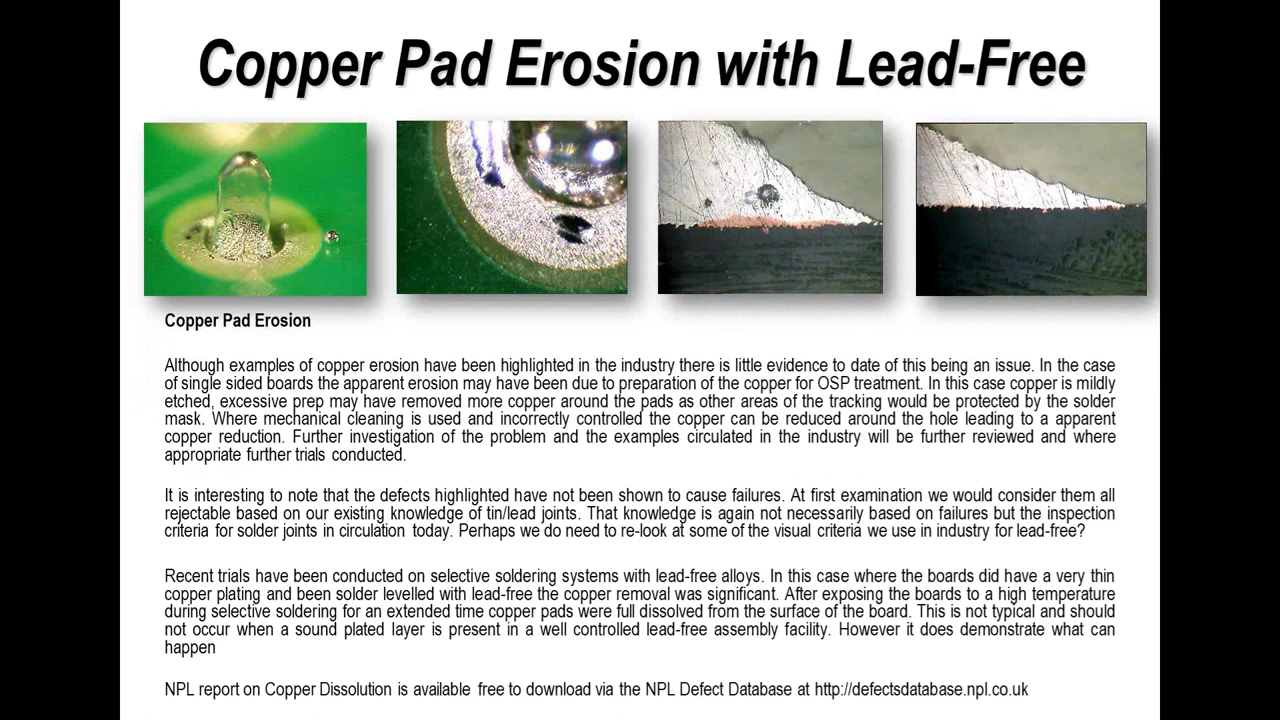 Copper Pad Erosion with Lead-Free
Copper Pad Erosion
Although examples of copper erosion have been highlighted in the industry there is little evidence to date of this being an issue. In the case
of single sided boards the apparent erosion may have been due to preparation of the copper for OSP treatment. In this case copper is mildly
etched, excessive prep may have removed more copper around the pads as other areas of the tracking would be protected by the solder
mask. Where mechanical cleaning is used and incorrectly controlled the copper can be reduced around the hole leading to a apparent
copper reduction. Further investigation of the problem and the examples circulated in the industry will be further reviewed and where
appropriate further trials conducted.
It is interesting to note that the defects highlighted have not been shown to cause failures. At first examination we would consider them all
rejectable based on our existing knowledge of tin/lead joints. That knowledge is again not necessarily based on failures but the inspection
criteria for solder joints in circulation today. Perhaps we do need to re-look at some of the visual criteria we use in industry for lead-free?
Recent trials have been conducted on selective soldering systems with lead-free alloys. In this case where the boards did have a very thin
copper plating and been solder levelled with lead-free the copper removal was significant. After exposing the boards to a high temperature
during selective soldering for an extended time copper pads were full dissolved from the surface of the board. This is not typical and should
not occur when a sound plated layer is present in a well controlled lead-free assembly facility. However it does demonstrate what can
happen
NPL report on Copper Dissolution is available free to download via the NPL Defect Database at http://defectsdatabase.npl.co.uk